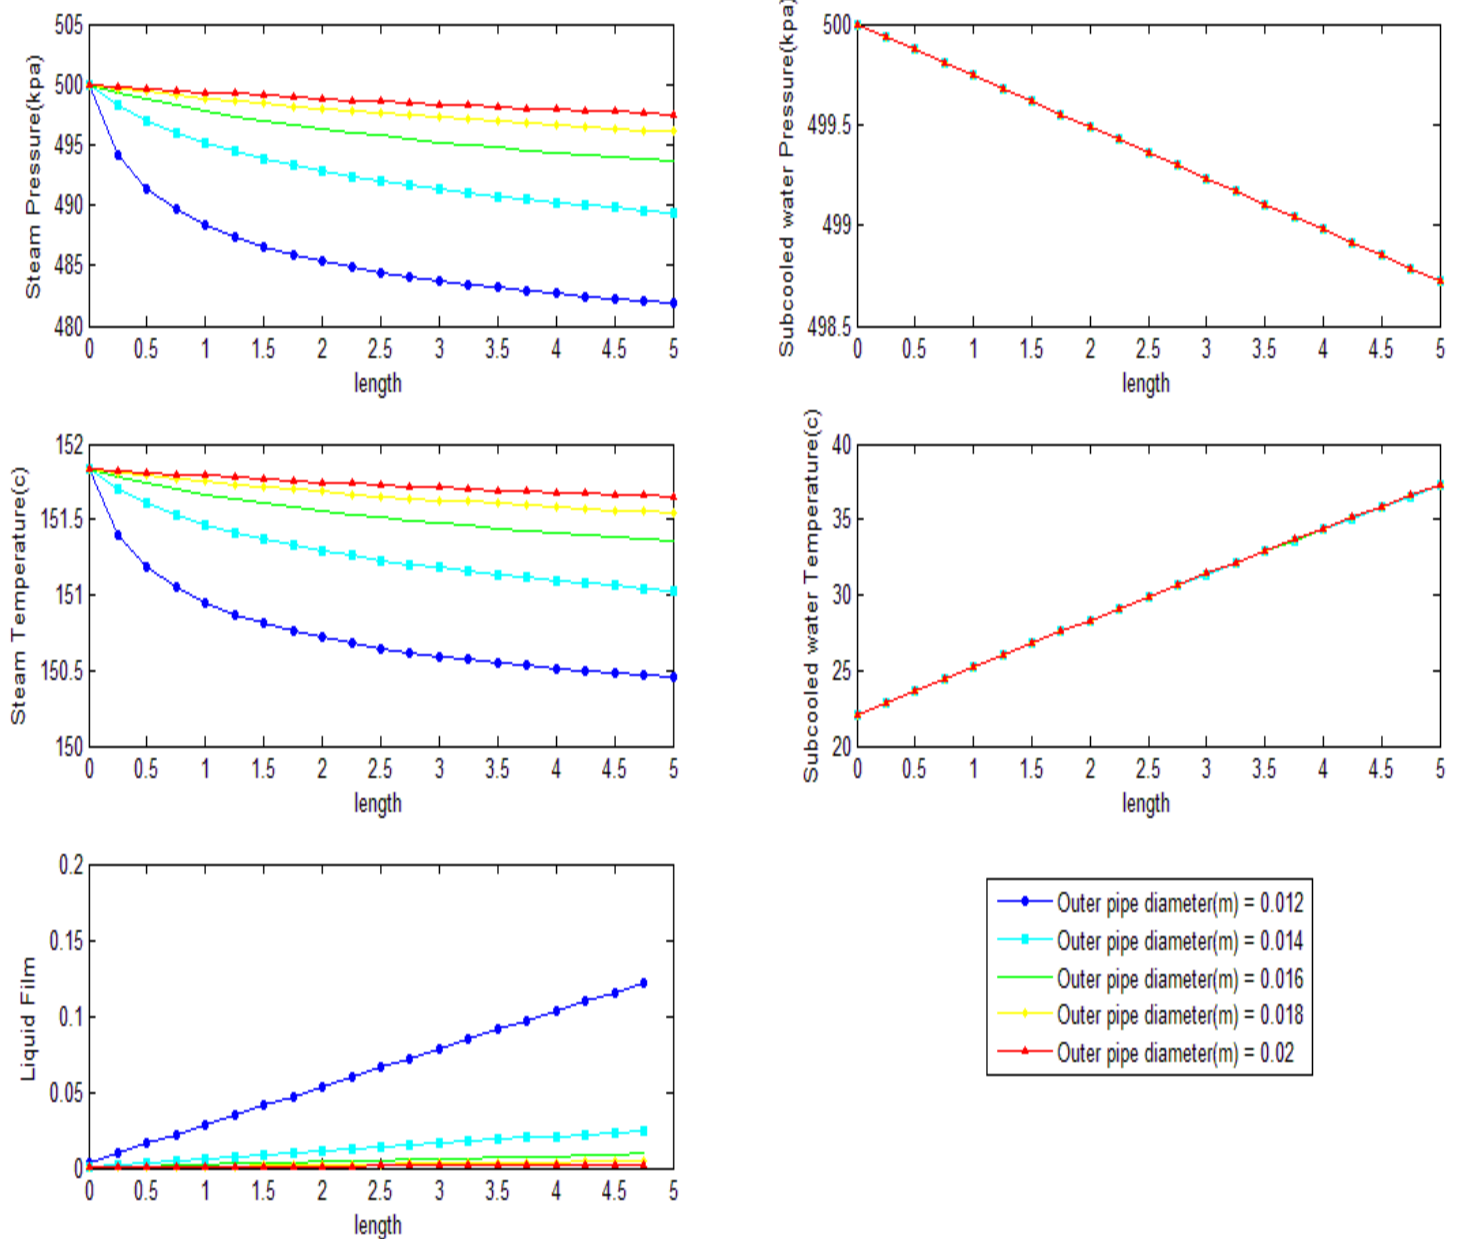 Steam Pressure(kpa)
505
500
495
490
485
480
0 0.5 1 1.5 2 2.5 3 3.5 4 4.5 5
length
Subcooled water Pressure(kpa)
500
499.5
499
498.5
0 0.5 1 1.5 2 2.5 3 3.5 4 4.5 5
length
Steam Temperature(c)
152
151.5
151
150.5
150
0 0.5 1 1.5 2 2.5 3 3.5 4 4.5 5
length
Subcooled water Temperature(c)
40
35
30
25
20
0 0.5 1 1.5 2 2.5 3 3.5 4 4.5 5
length
Liquid Film
0.2
0.15
0.1
0.05
0
0 0.5 1 1.5 2 2.5 3 3.5 4 4.5 5
length
Outer pipe diameter(m) = 0.012
Outer pipe diameter(m) = 0.014
Outer pipe diameter(m) = 0.016
Outer pipe diameter(m) = 0.018
Outer pipe diameter(m) = 0.02